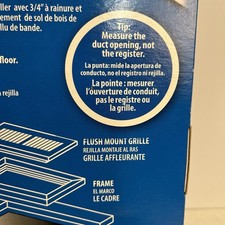 ller avec 3/4" à rainure et
ment de sol de bois de
llu de bande.
floor.
rejilla
Tip:
Measure the
duct opening, not
the register.
La punta: mide la apertura de
conducto, no el registro ni rejilla.
La pointe : mesurer
l'óuverture de conduit,
pas le registre ou
la grille.
FLUSH MOUNT GRILLE
REJILLA MONTAJE AL RAS
GRILLE AFFLEURANTE
FRAME
EL MARCO
LE CADRE